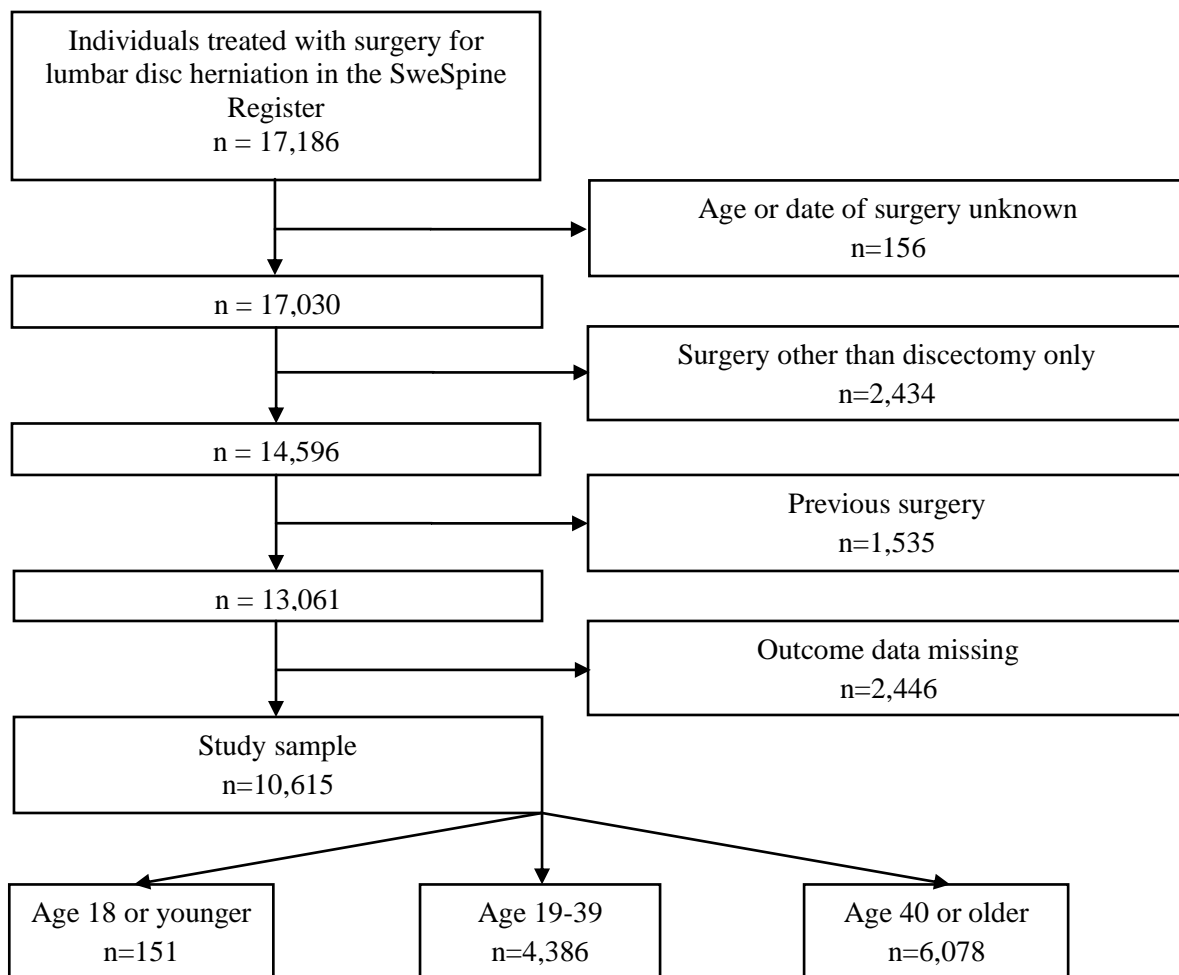 Individuals treated with surgery for
lumbar disc herniation in the SweSpine
Register
n = 17,186
Age or date of surgery unknown
n=156
n = 17,030
Surgery other than discectomy only
n=2,434
n = 14,596
Previous surgery
n=1,535
n = 13,061
Outcome data missing
n=2,446
Study sample
n=10,615
Age 18 or younger
n=151
Age 19-39
n=4,386
Age 40 or older
n=6,078